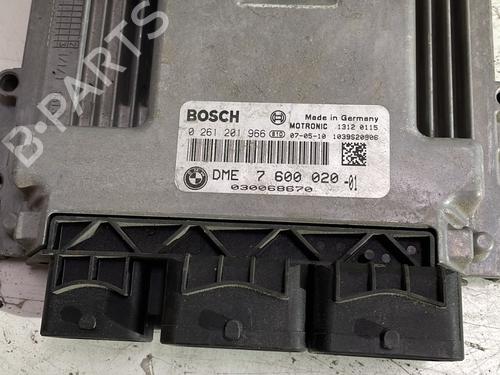 B-PARTS
BOSCH
Made in Germany
0 261 201 966 MOTRONIC 1312 0115
07-05-10 1039S20906
DME 7 600 020 -01
030068670